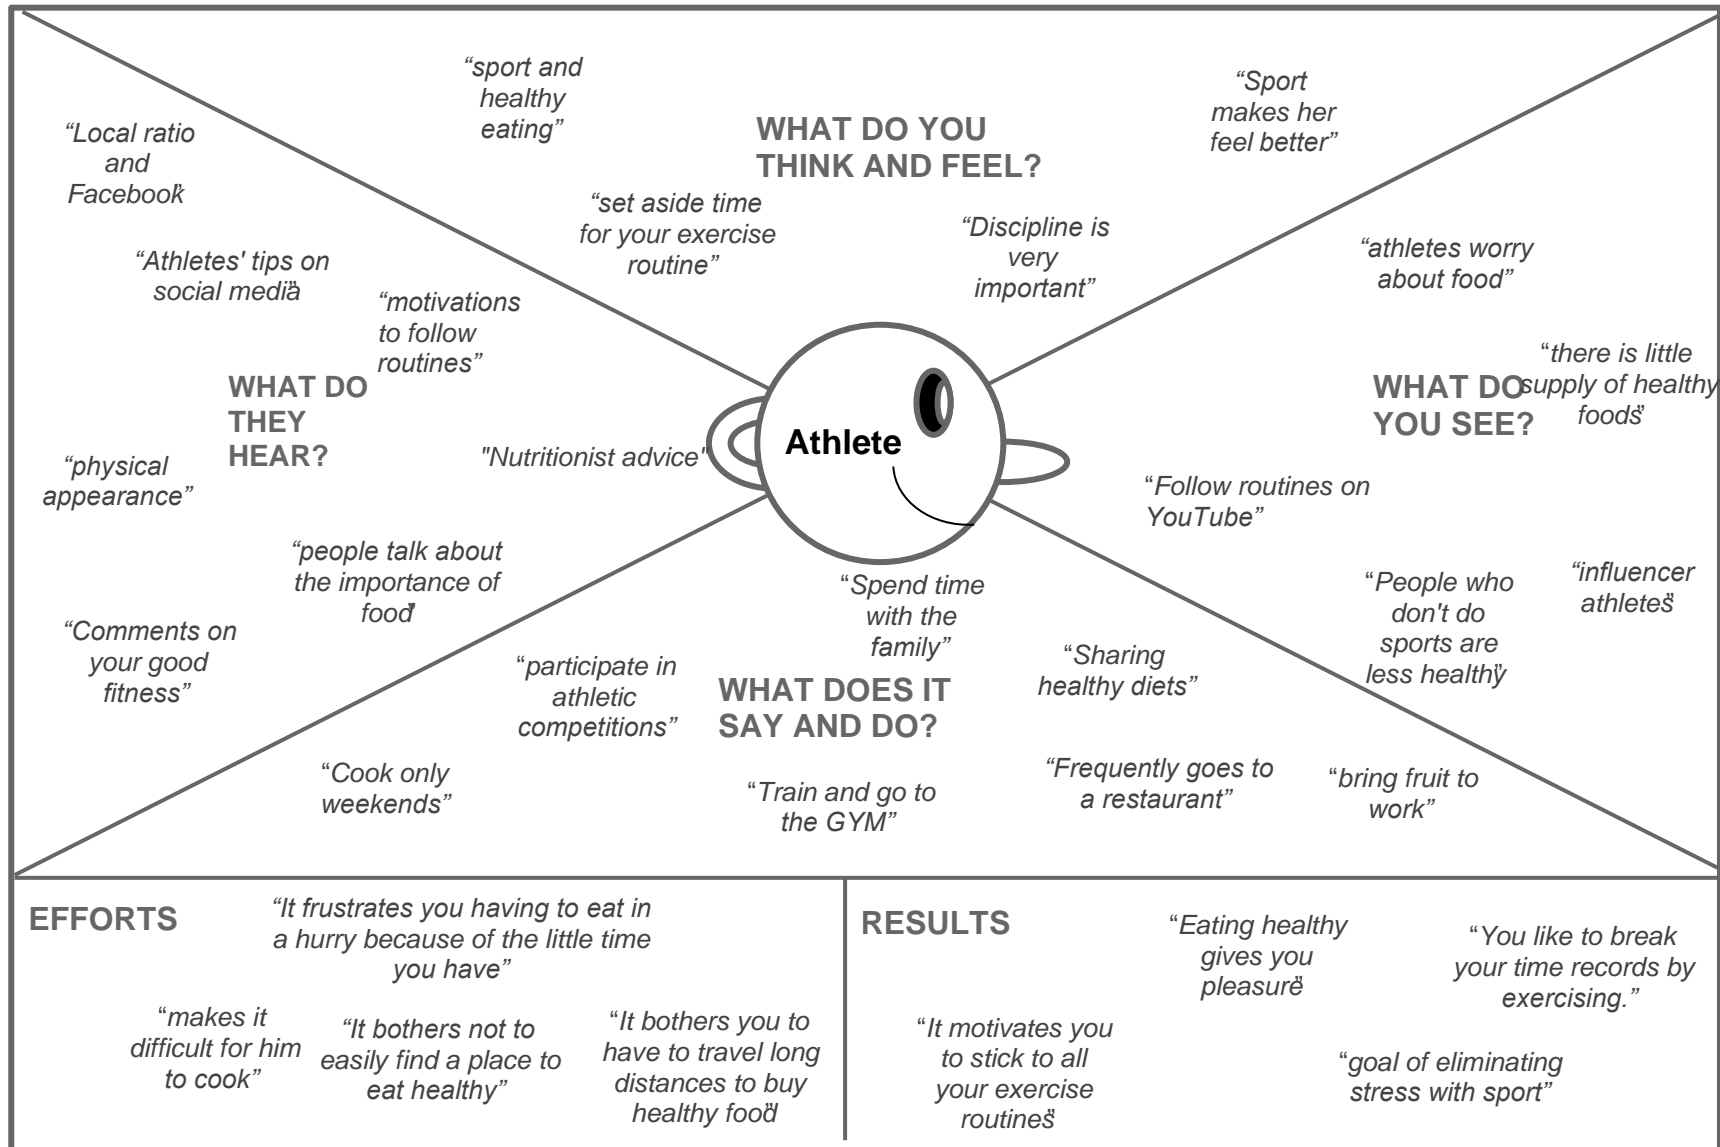 “sport and
healthy
eating”
WHAT DO YOU
THINK AND FEEL?
“Sport
makes her
feel better”
“set aside time
for your exercise
routine”
“Discipline is
very
important”
“Local ratio
and
Facebook”
“Athletes' tips on
social media”
“motivations
to follow
routines”
WHAT DO
THEY
HEAR?
"Nutritionist advice"
“physical
appearance”
“people talk about
the importance of
food”
“Comments on
your good
fitness”
Athlete
“athletes worry
about food”
“there is little
supply of healthy
foods”
WHAT DO
YOU SEE?
“Follow routines on
YouTube”
“People who
don't do
sports are
less healthy”
“influencer
athletes”
“Spend time
with the
family”
“participate in
athletic
competitions”
WHAT DOES IT
SAY AND DO?
“Sharing
healthy diets”
“Cook only
weekends”
“Train and go to
the GYM”
“Frequently goes to
a restaurant”
“bring fruit to
work”
EFFORTS
“It frustrates you having to eat in
a hurry because of the little time
you have”
“makes it
difficult for him
to cook”
“It bothers not to
easily find a place to
eat healthy”
“It bothers you to
have to travel long
distances to buy
healthy food”
RESULTS
“Eating healthy
gives you
pleasure”
“You like to break
your time records by
exercising.”
“It motivates you
to stick to all
your exercise
routines”
“goal of eliminating
stress with sport”